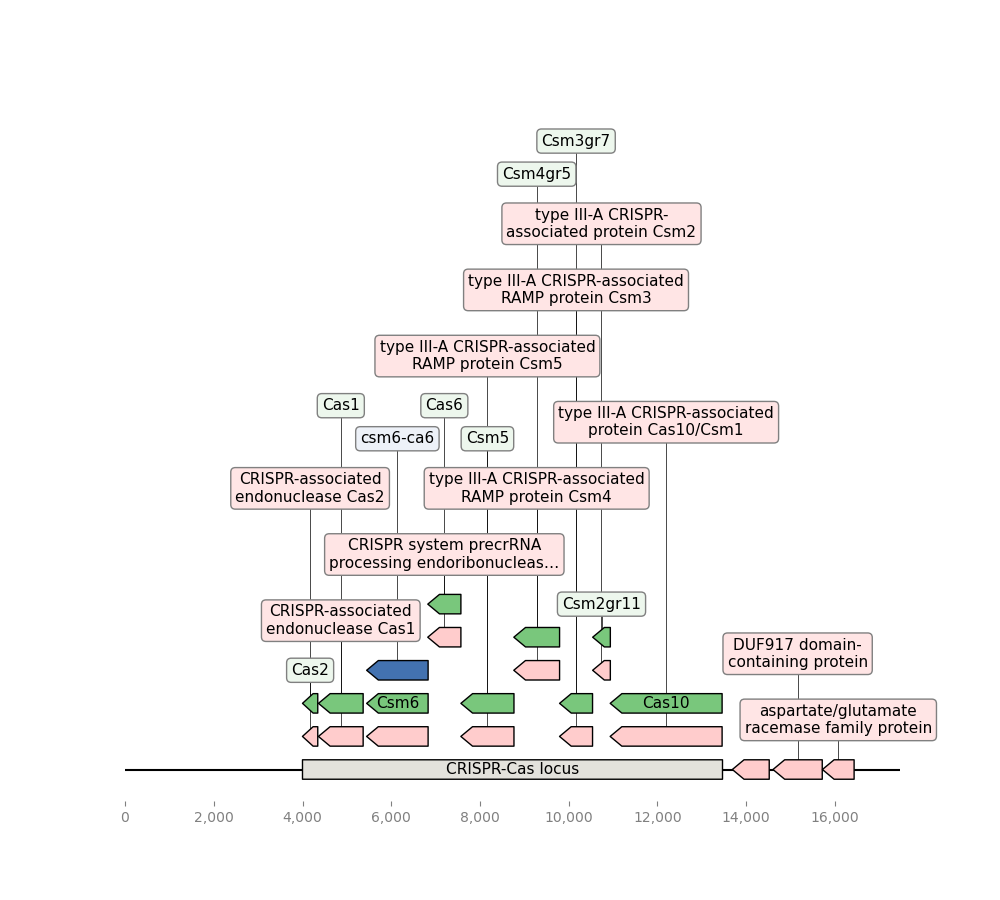 Csm3gr7
Csm4gr5
type III-A CRISPR-
associated protein Csm2
type III-A CRISPR-associated
RAMP protein Csm3
type III-A CRISPR-associated
RAMP protein Csm5
Cas1
Cas6
type III-A CRISPR-associated
protein Cas10/Csm1
csm6-ca6
Csm5
CRISPR-associated
endonuclease Cas2
type III-A CRISPR-associated
RAMP protein Csm4
CRISPR system precrRNA
processing endoribonucleas...
CRISPR-associated
endonuclease Cas1
Csm2gr11
DUF917 domain-
containing protein
Cas2
Csm6
Cas10
aspartate/glutamate
racemase family protein
CRISPR-Cas locus
0
2,000
4,000
6,000
8,000
10,000
12,000
14,000
16,000